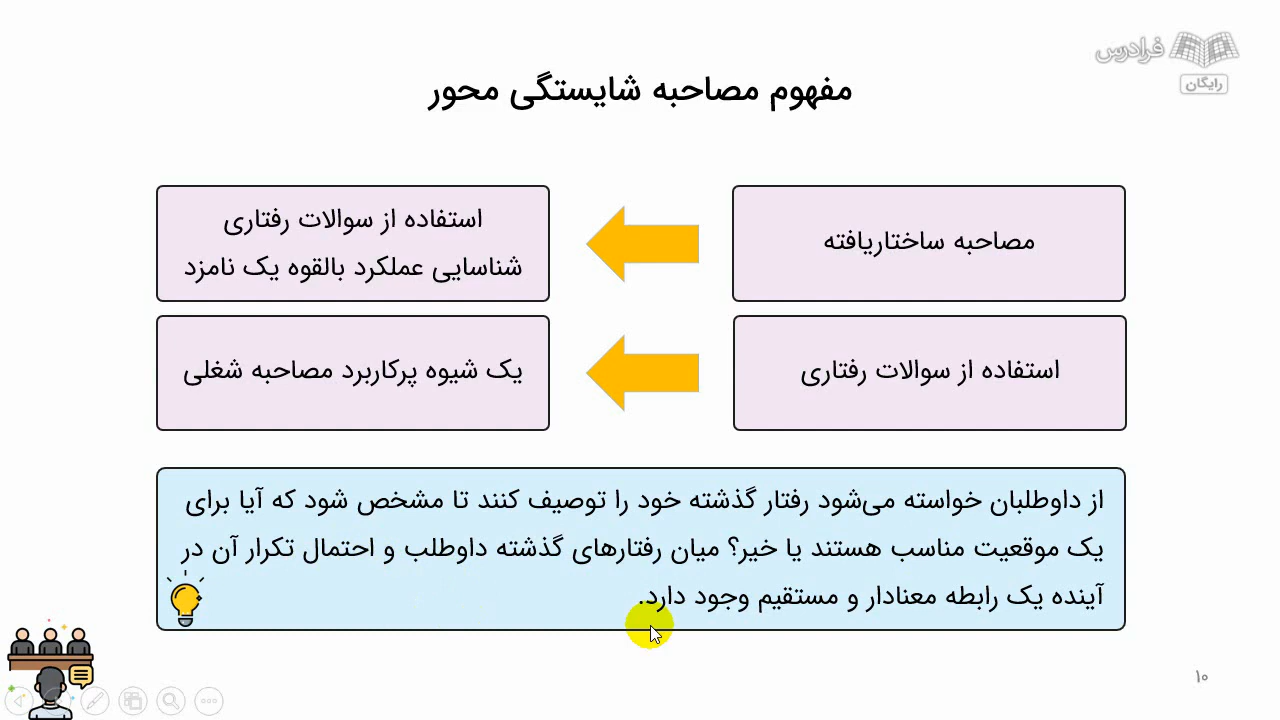 فرادرس
رایگان
مفهوم مصاحبه شایستگی محور
مصاحبه ساختاریافته
استفاده از سوالات رفتاری
شناسایی عملکرد بالقوه یک نامزد
استفاده از سوالات رفتاری
یک شیوه پرکاربرد مصاحبه شغلی
از داوطلبان خواسته می‌شود رفتار گذشته خود را توصیف کنند تا مشخص شود که آیا برای
یک موقعیت مناسب هستند یا خیر؟ میان رفتارهای گذشته داوطلب و احتمال تکرار آن در
آینده یک رابطه معنادار و مستقیم وجود دارد.
۱۰